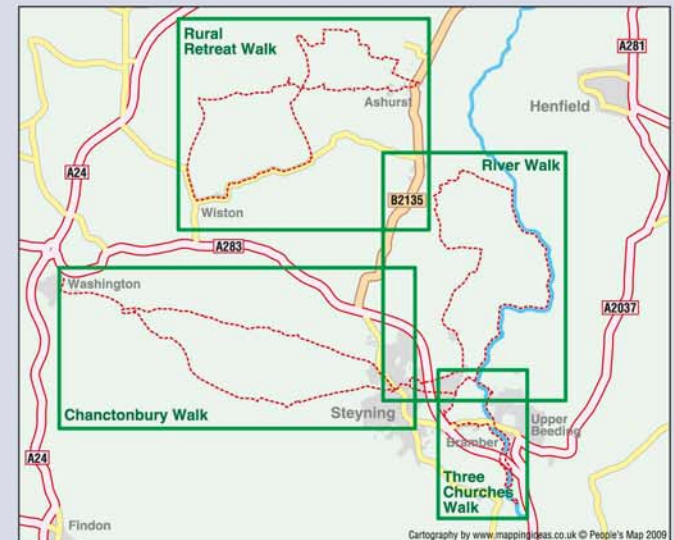 Rural
Retreat Walk
A281
Ashurst
Henfield
River Walk
A24
B2135
Wiston
A283
Washington
A2037
Chanctonbury Walk
Steyning
Upper
Beeding
Bramber
A24
Three
Churches
Walk
Findon
Cartography by www.mappingideas.co.uk © People's Map 2009